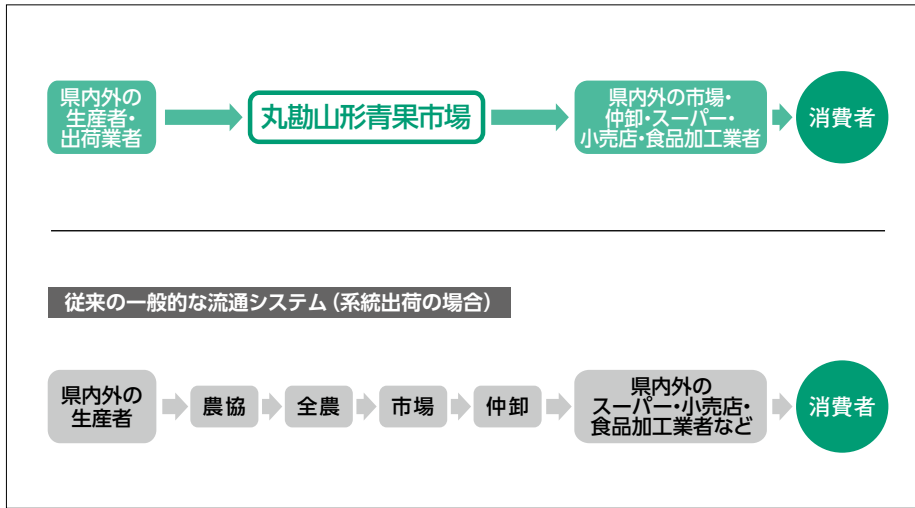 県内外の
生産者・
出荷業者
丸勘山形青果市場
県内外の市場・
仲卸・スーパー・
小売店・食品加工業者
消費者
従来の一般的な流通システム（系統出荷の場合）
県内外の
生産者
農協
全農
市場
仲卸
県内外の
スーパー・小売店・
食品加工業者など
消費者